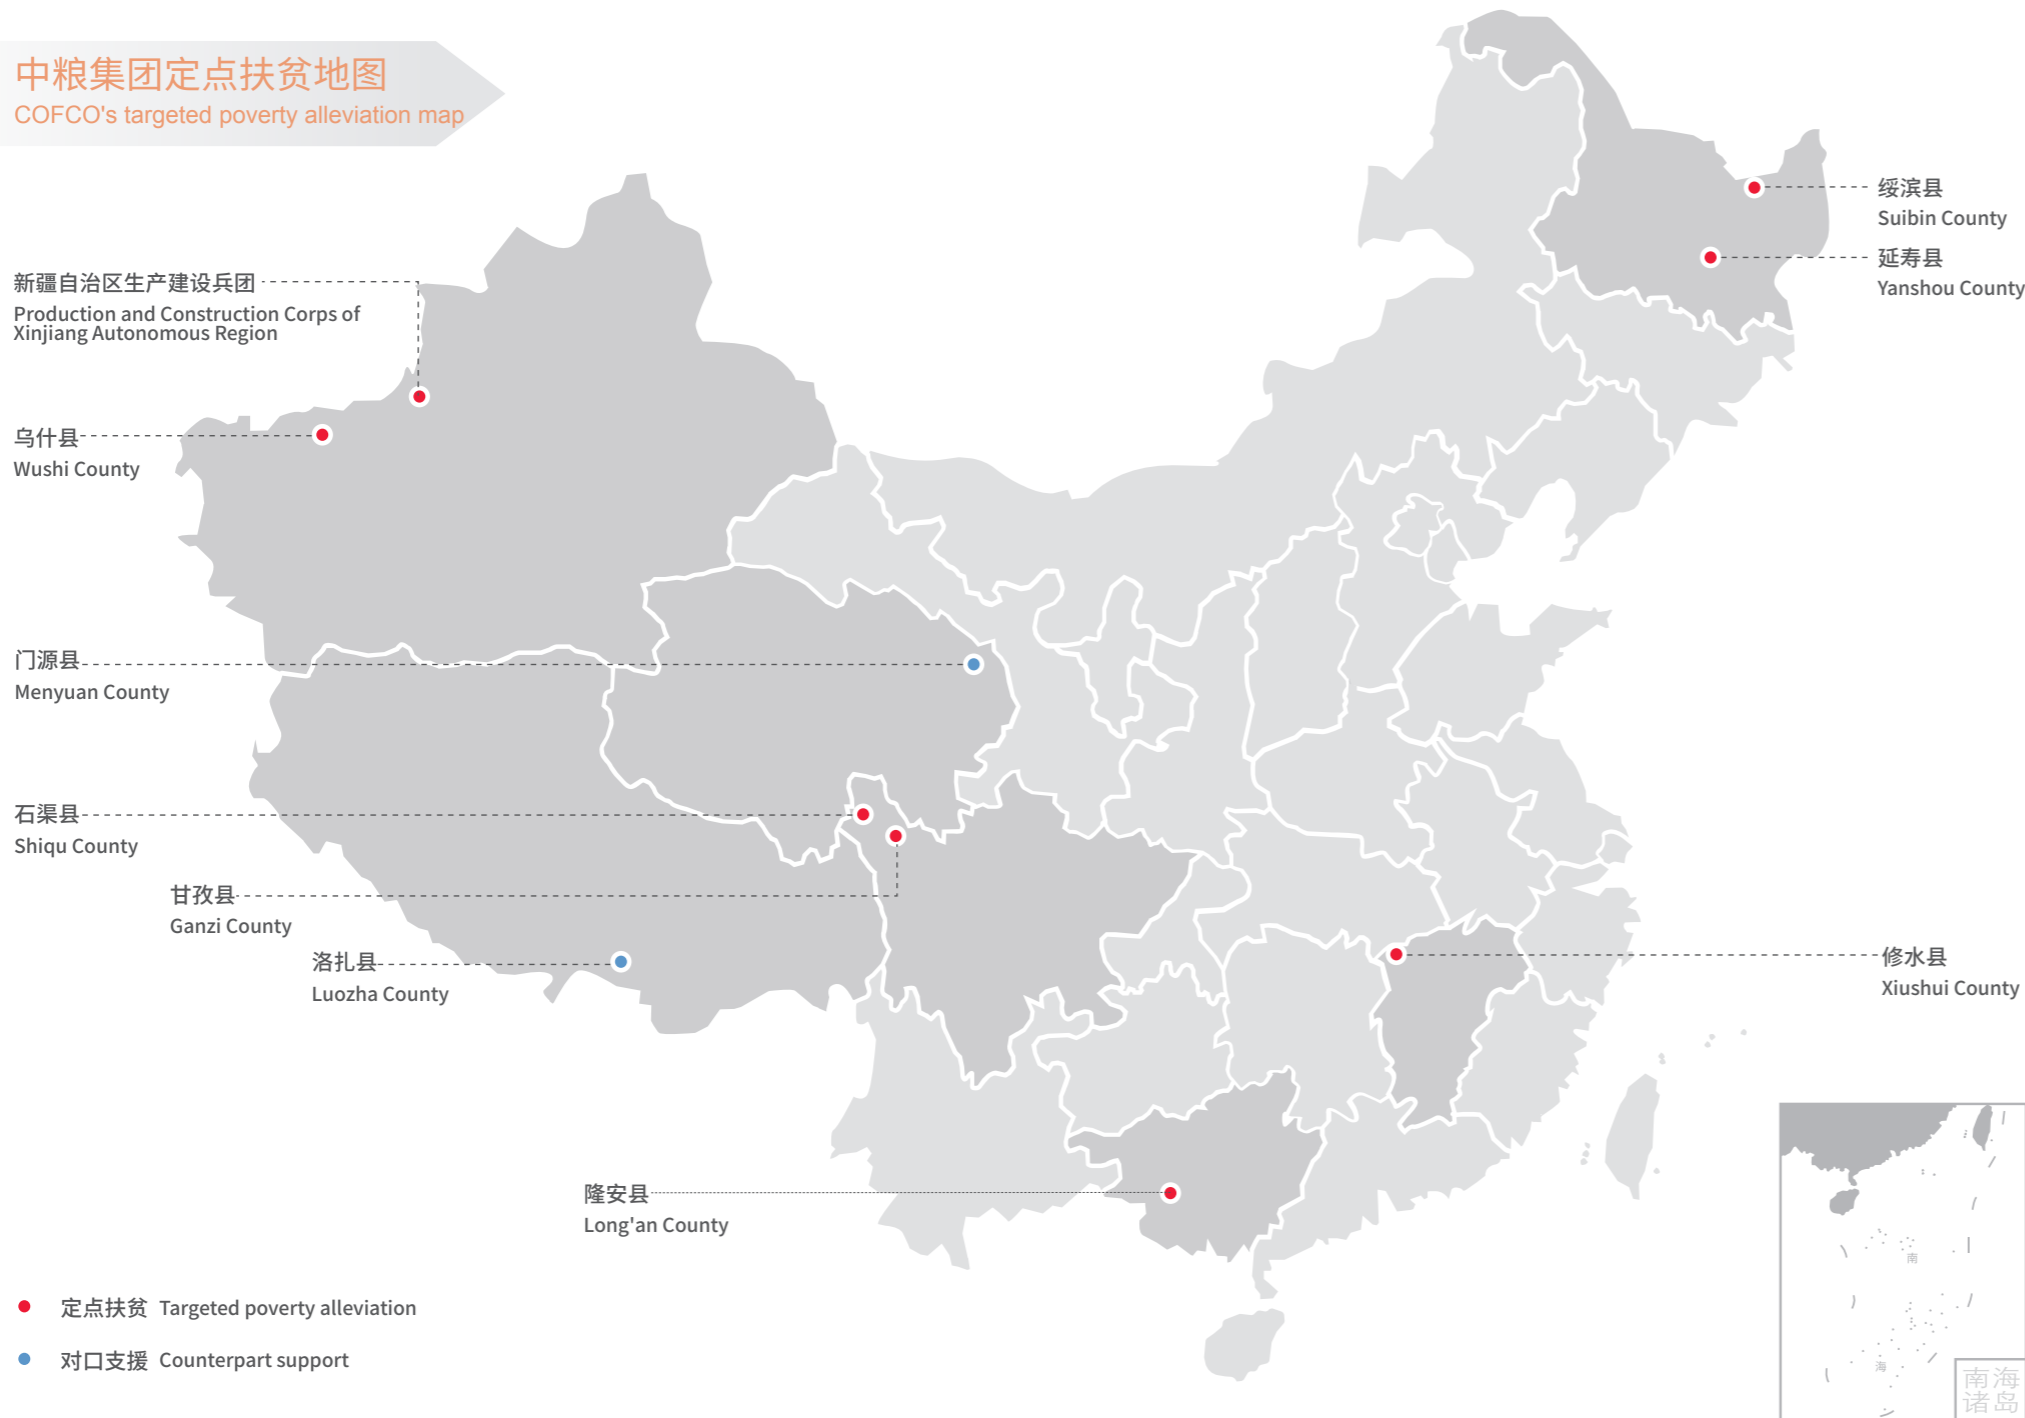 中粮集团定点扶贫地图
COFCO's targeted poverty alleviation map
绥滨县
Suibin County
延寿县
Yanshou County
新疆自治区生产建设兵团
Production and Construction Corps of
Xinjiang Autonomous Region
乌什县
Wushi County
门源县
Menyuan County
石渠县
Shiqu County
甘孜县
Ganzi County
洛扎县
Luozha County
修水县
Xiushui County
隆安县
Long'an County
定点扶贫 Targeted poverty alleviation
对口支援 Counterpart support
南
海
南海
诸岛